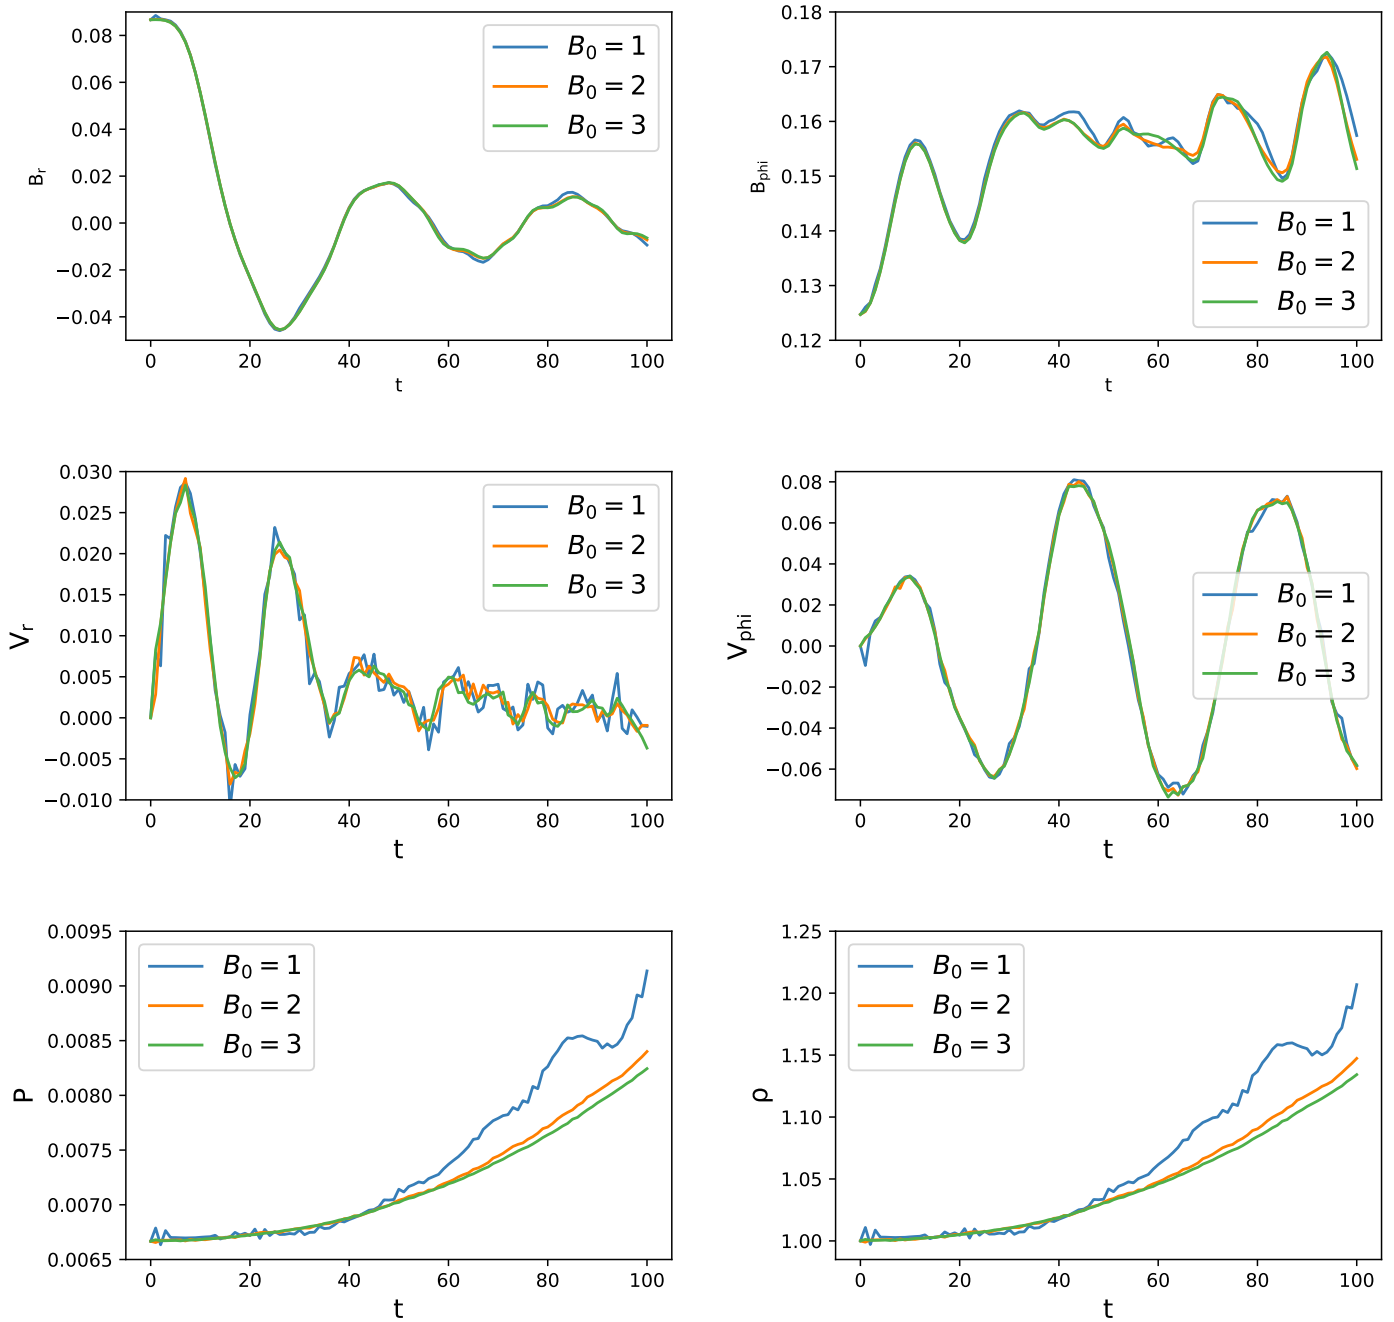 0.08
0.06
0.04
0.02
0.00
−0.02
−0.04
B_r
0 20 40 60 80 100
t
B_0 = 1
B_0 = 2
B_0 = 3
0.18
0.17
0.16
0.15
0.14
0.13
0.12
B_phi
0 20 40 60 80 100
t
B_0 = 1
B_0 = 2
B_0 = 3
0.030
0.025
0.020
0.015
0.010
0.005
0.000
−0.005
−0.010
V_r
0 20 40 60 80 100
t
B_0 = 1
B_0 = 2
B_0 = 3
0.08
0.06
0.04
0.02
0.00
−0.02
−0.04
−0.06
V_phi
0 20 40 60 80 100
t
B_0 = 1
B_0 = 2
B_0 = 3
0.0095
0.0090
0.0085
0.0080
0.0075
0.0070
0.0065
P
0 20 40 60 80 100
t
B_0 = 1
B_0 = 2
B_0 = 3
1.25
1.20
1.15
1.10
1.05
1.00
ρ
0 20 40 60 80 100
t
B_0 = 1
B_0 = 2
B_0 = 3